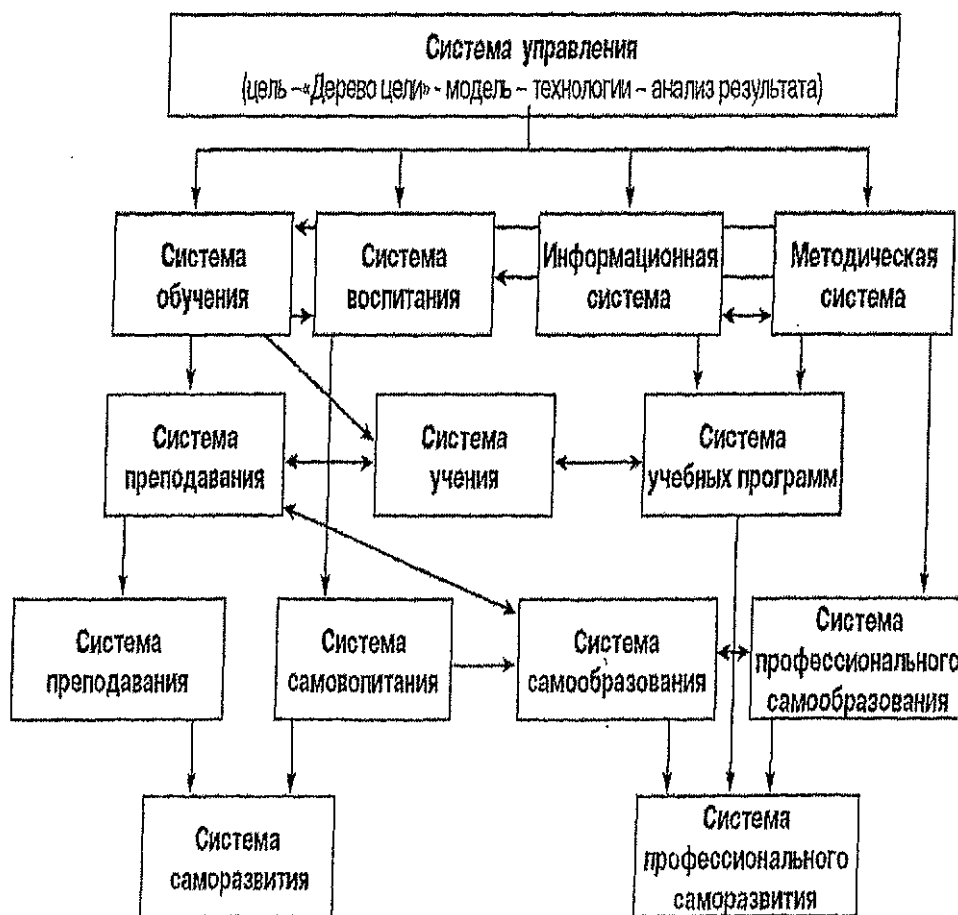 Система управления
(цель –«Дерево цели» - модель – технологии – анализ результата)
Система
обучения
Система
воспитания
Информационная
система
Методическая
система
Система
преподавания
Система
учения
Система
учебных программ
Система
преподавания
Система
самовопитания
Система
самообразования
Система
профессионального
самообразования
Система
саморазвития
Система
профессионального
саморазвития